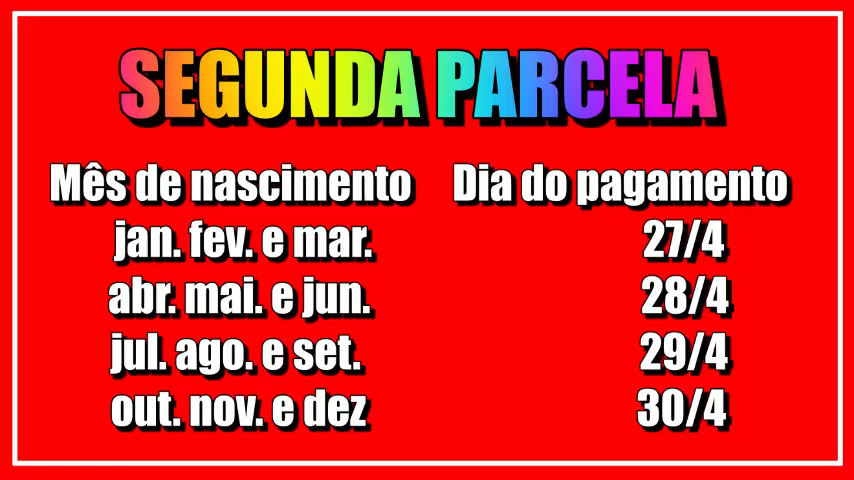 SEGUNDA PARCELA
Mês de nascimento Dia do pagamento
jan. fev. e mar. 27/4
abr. mai. e jun. 28/4
jul. ago. e set. 29/4
out. nov. e dez 30/4